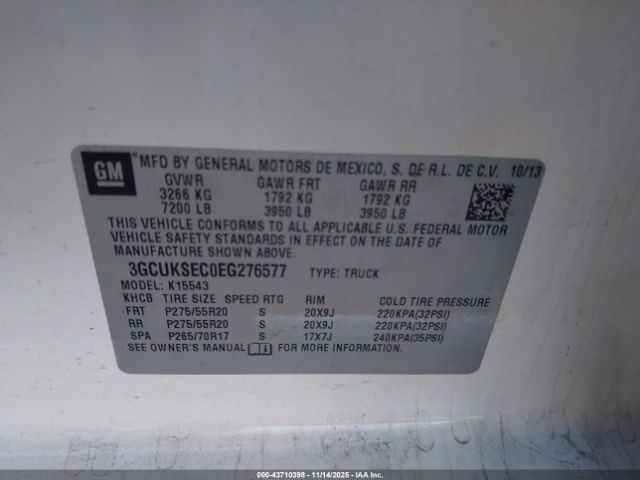 GM
*MFD BY GENERAL MOTORS DE MEXICO, S. DE R.L. DE C.V. 10/13
GVWR GAWR FRT GAWR RR
3266 KG 1792 KG 1792 KG
7200 LB 3950 LB 3950 LB
THIS VEHICLE CONFORMS TO ALL APPLICABLE U.S. FEDERAL MOTOR
VEHICLE SAFETY STANDARDS IN EFFECT ON THE DATE OF
MANUFACTURE SHOWN ABOVE.
3GCUKSEC0EG276577 TYPE: TRUCK
MODEL: K15543
KHCB TIRE SIZE SPEED RTG RIM COLD TIRE PRESSURE
FRT P275/55R20 S 20X9J 220KPA(32PSI)
RR P275/55R20 S 20X9J 220KPA(32PSI)
SPA P265/70R17 S 17X7J 240KPA(35PSI)
SEE OWNER'S MANUAL FOR MORE INFORMATION.
000-43710398 - 11/14/2025 - IAAI.com